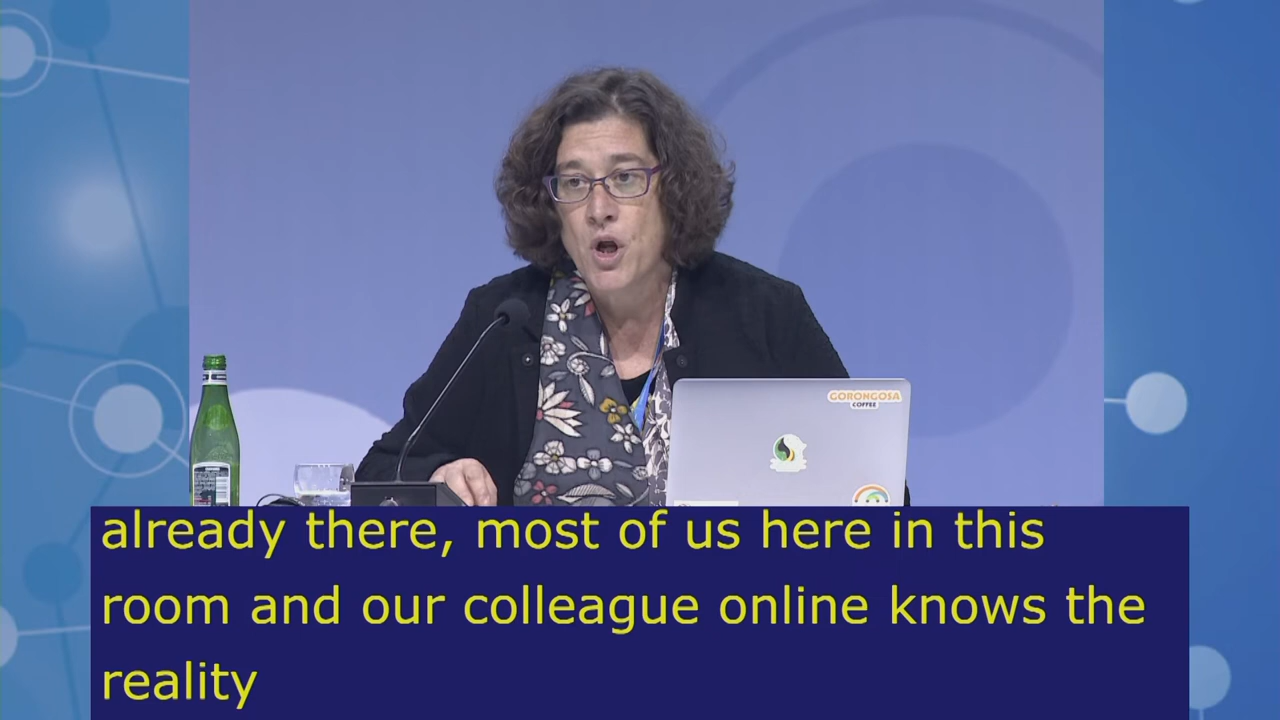 GORONGOSA
COFFEE
already there, most of us here in this
room and our colleague online knows the
reality